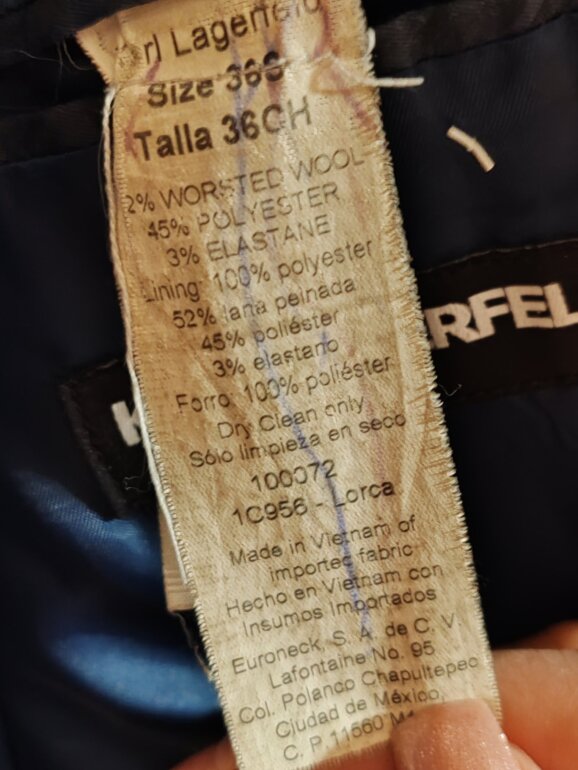 rl Lagerfeld
Size 36S
Talla 36CH
2% WORSTED WOOL
45% POLYESTER
3% ELASTANE
Lining: 100% polyester
52% lana peinada
45% poliéster
3% elastano
Forro: 100% poliéster
Dry Clean only
Sólo limpieza en seco
100072
1C956 - Lorca
Made in Vietnam of
imported fabric
Hecho en Vietnam con
Insumos Importados
Euroneck, S. A. de C. V.
Lafontaine No. 95
Col. Polanco Chapultepec
Ciudad de México,
C. P. 11560
K RFEL